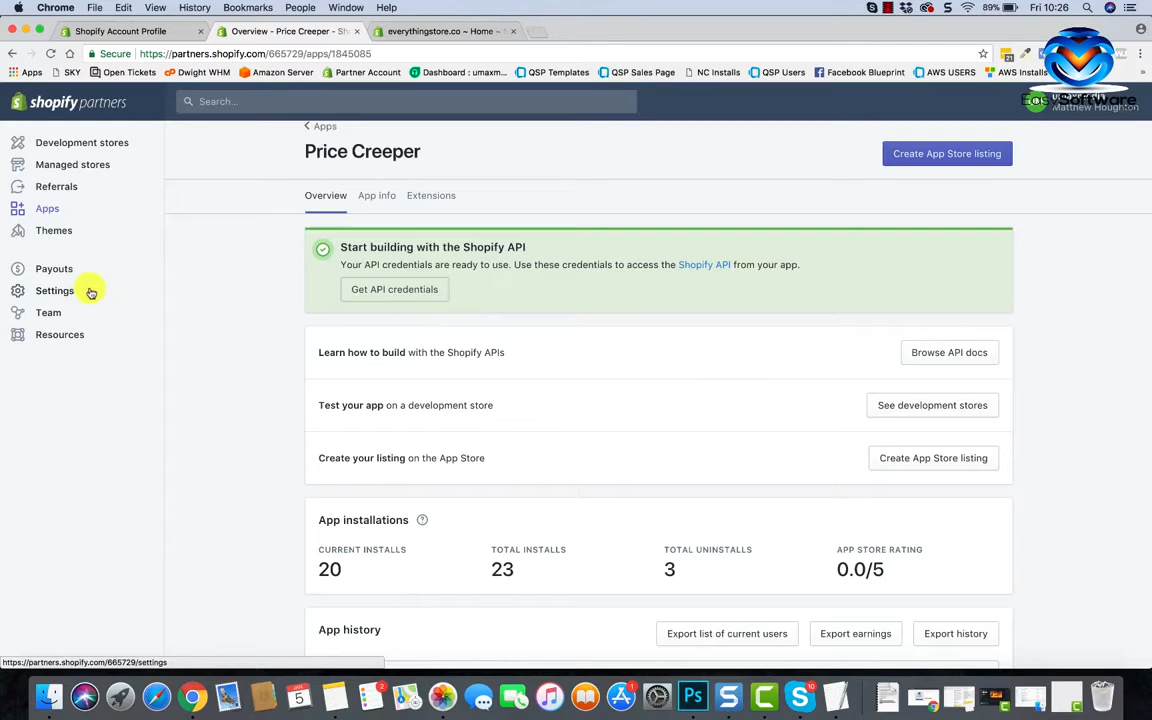 Chrome File Edit View History Bookmarks People Window Help 89% Fri 10:26
Shopify Account Profile Overview - Price Creeper - Sh everythingstore.co ~ Home ~ S
Secure https://partners.shopify.com/665729/apps/1845085
Apps SKY Open Tickets Dwight WHM Amazon Server Partner Account Dashboard : umaxm... QSP Templates QSP Sales Page NC Installs QSP Users Facebook Blueprint AWS USERS AWS Installs
shopify partners
Search...
EasySoftware
Matthew Houghton
Development stores
Managed stores
Referrals
Apps
Themes
Payouts
Settings
Team
Resources
Apps
Price Creeper
Create App Store listing
Overview App info Extensions
Start building with the Shopify API
Your API credentials are ready to use. Use these credentials to access the Shopify API from your app.
Get API credentials
Learn how to build with the Shopify APIs
Browse API docs
Test your app on a development store
See development stores
Create your listing on the App Store
Create App Store listing
App installations ?
CURRENT INSTALLS TOTAL INSTALLS TOTAL UNINSTALLS APP STORE RATING
20 23 3 0.0/5
App history
Export list of current users Export earnings Export history
https://partners.shopify.com/665729/settings